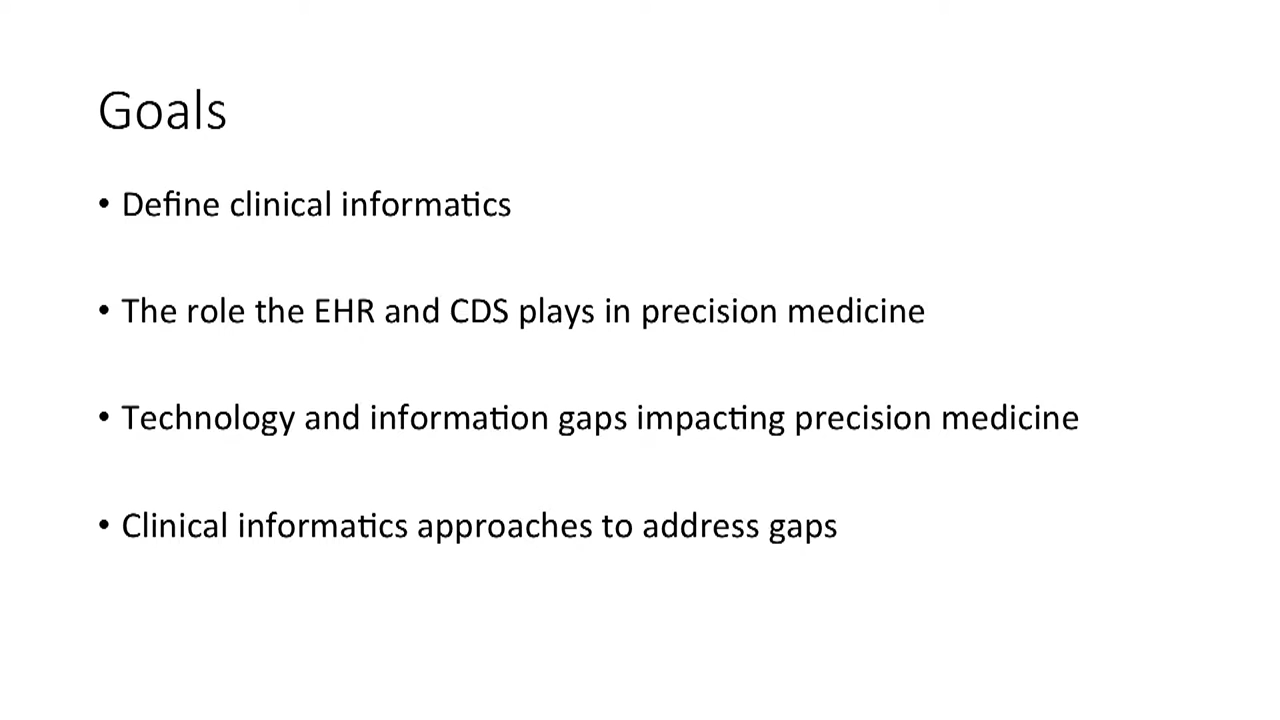 Goals
• Define clinical informatics
• The role the EHR and CDS plays in precision medicine
• Technology and information gaps impacting precision medicine
• Clinical informatics approaches to address gaps